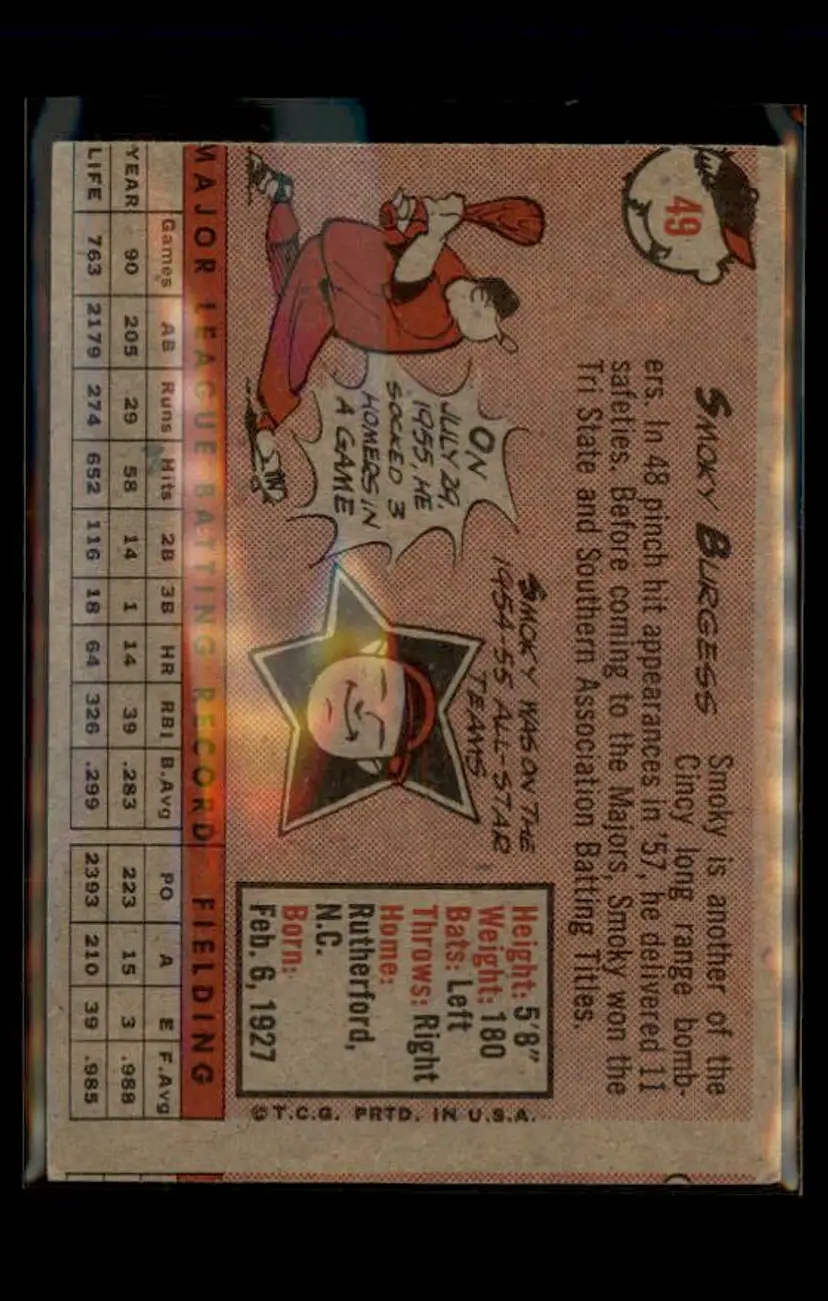 49
SMOKY BURGESS
Smoky is another of the
Cincy long range bomb-
ers. In 48 pinch hit appearances in '57, he delivered 11
safeties. Before coming to the Majors, Smoky won the
Tri State and Southern Association Batting Titles.
ON
JULY 29,
1955, HE
SOCKED 3
HOMERS IN
A GAME
SMOKY WAS ON THE
1954-55 ALL-STAR
TEAMS
Height: 5'8"
Weight: 180
Bats: Left
Throws: Right
Home:
Rutherford,
N.C.
Born:
Feb. 6, 1927
©T.C.G. PRTD. IN U.S.A.
MAJOR LEAGUE BATTING RECORD FIELDING
Games AB Runs Hits 2B 3B HR RBI B.Avg PO A E F.Avg
YEAR 90 205 29 58 14 1 14 39 .283 223 15 3 .988
LIFE 763 2179 274 652 116 18 64 326 .299 2393 210 39 .985